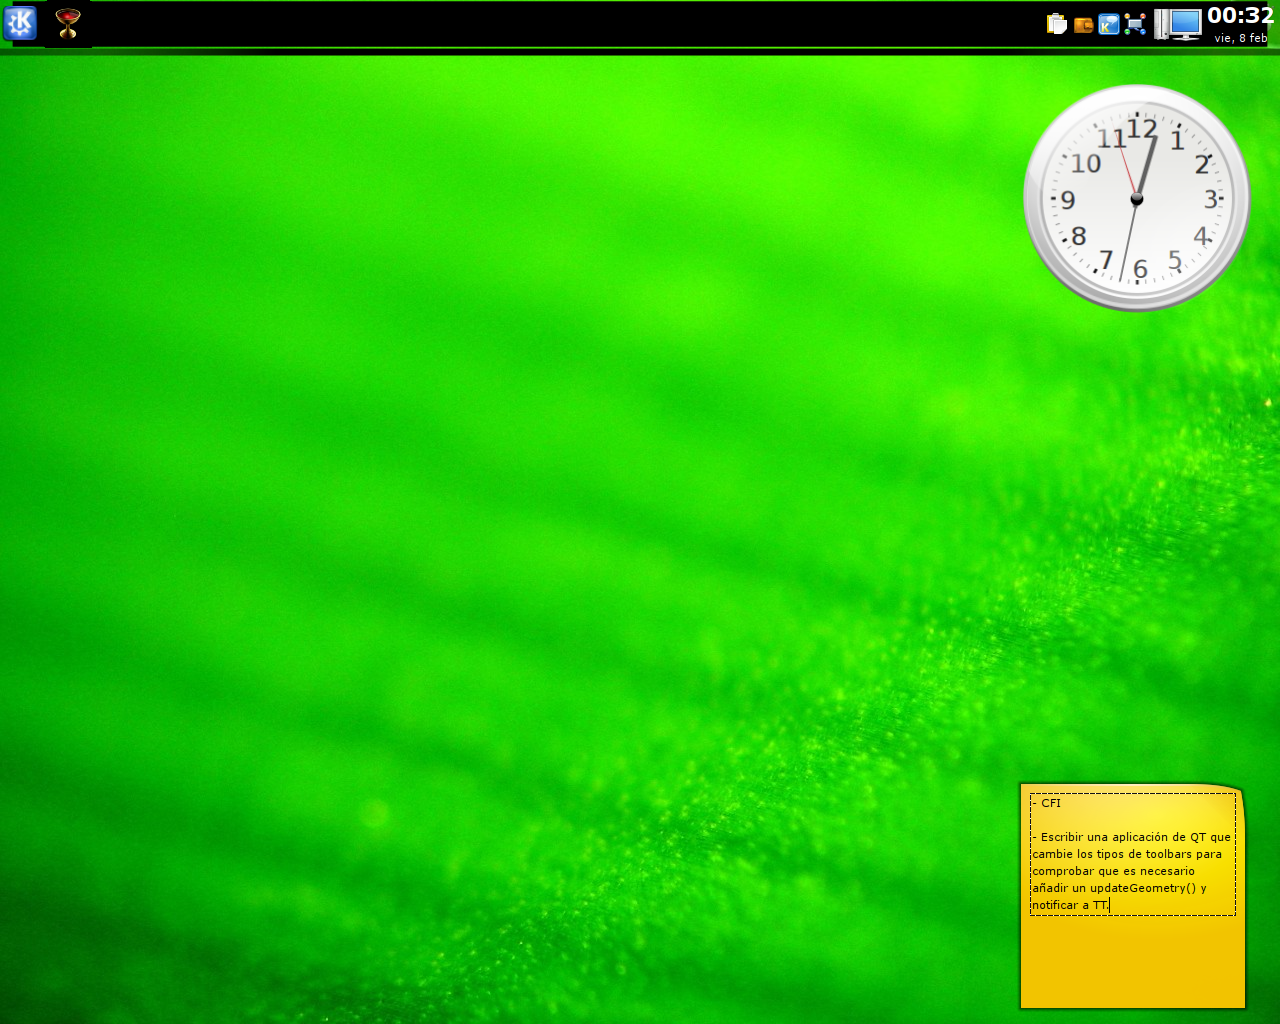 00:32
vie, 8 feb
12
1
2
3
4
5
6
7
8
9
10
11
- CFI
- Escribir una aplicación de QT que
cambie los tipos de toolbars para
comprobar que es necesario
añadir un updateGeometry() y
notificar a TT.